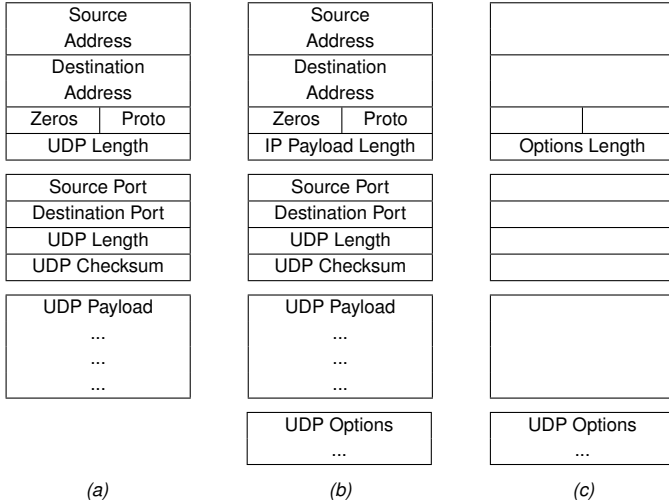 Source
Address
Destination
Address
Zeros Proto
UDP Length
Source Port
Destination Port
UDP Length
UDP Checksum
UDP Payload
...
...
...
(a)
Source
Address
Destination
Address
Zeros Proto
IP Payload Length
Source Port
Destination Port
UDP Length
UDP Checksum
UDP Payload
...
...
...
UDP Options
...
(b)
Options Length
UDP Options
...
(c)